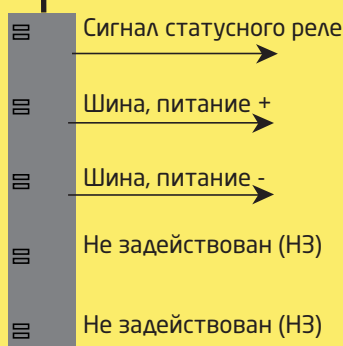 Сигнал статусного реле
Шина, питание +
Шина, питание -
Не задействован (НЗ)
Не задействован (НЗ)